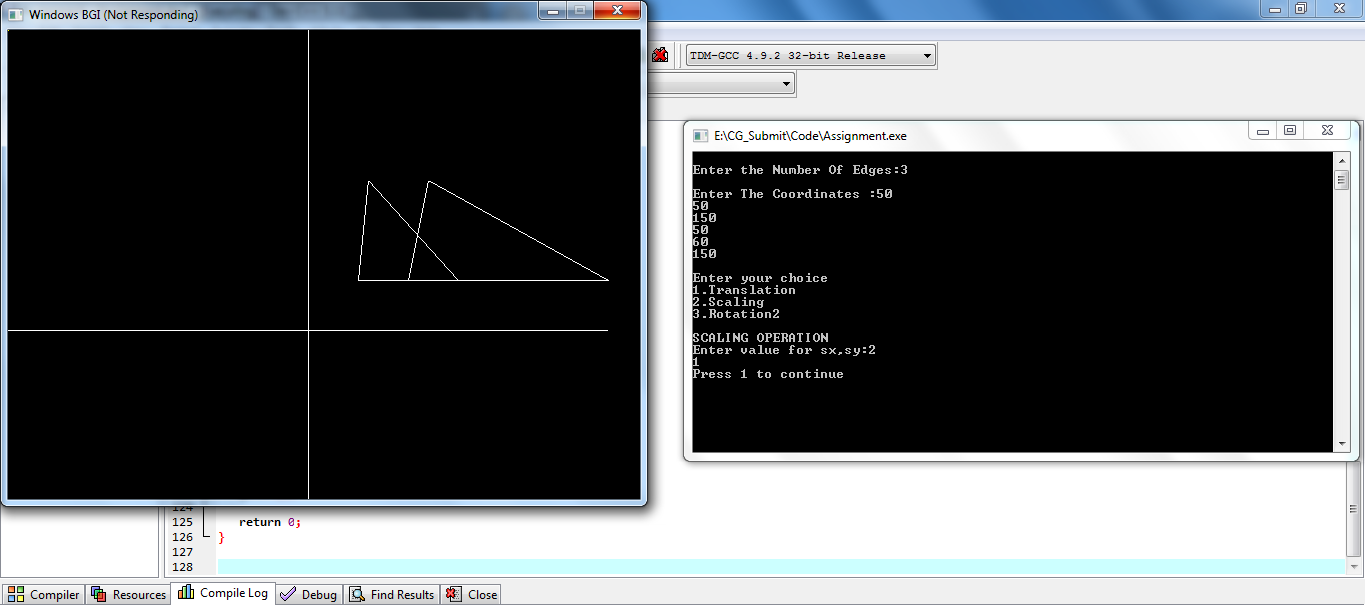 Windows BGI (Not Responding)
TDM-GCC 4.9.2 32-bit Release
E:\CG_Submit\Code\Assignment.exe
Enter the Number Of Edges:3
Enter The Coordinates :50
50
150
50
60
150
Enter your choice
1.Translation
2.Scaling
3.Rotation2
SCALING OPERATION
Enter value for sx,sy:2
1
Press 1 to continue
124
125 return 0;
126 }
127
128
Compiler Resources Compile Log Debug Find Results Close